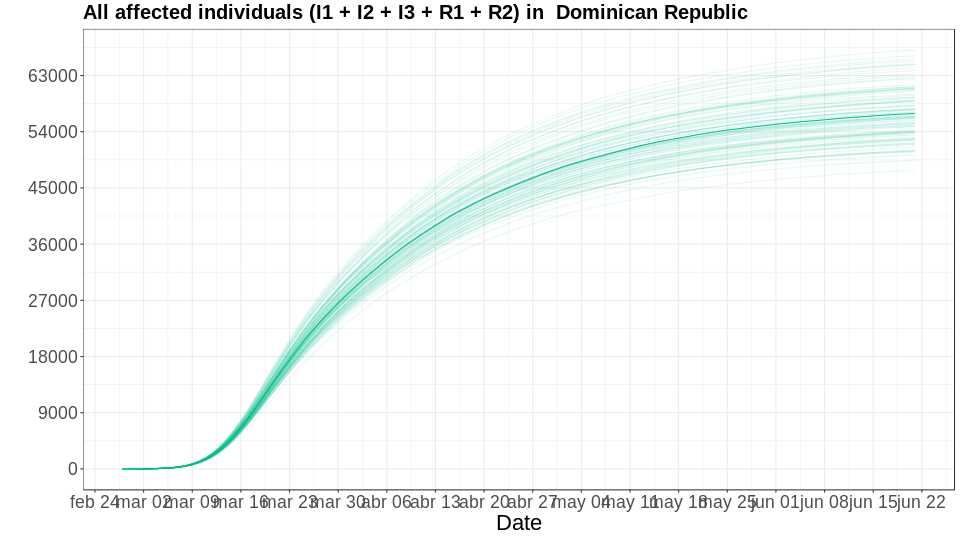 All affected individuals (I1 + I2 + I3 + R1 + R2) in  Dominican Republic
63000
54000
45000
36000
27000
18000
9000
0
feb 24 mar 02 mar 09 mar 16 mar 23 mar 30 abr 06 abr 13 abr 20 abr 27 may 04 may 11 may 18 may 25 jun 01 jun 08 jun 15 jun 22
Date